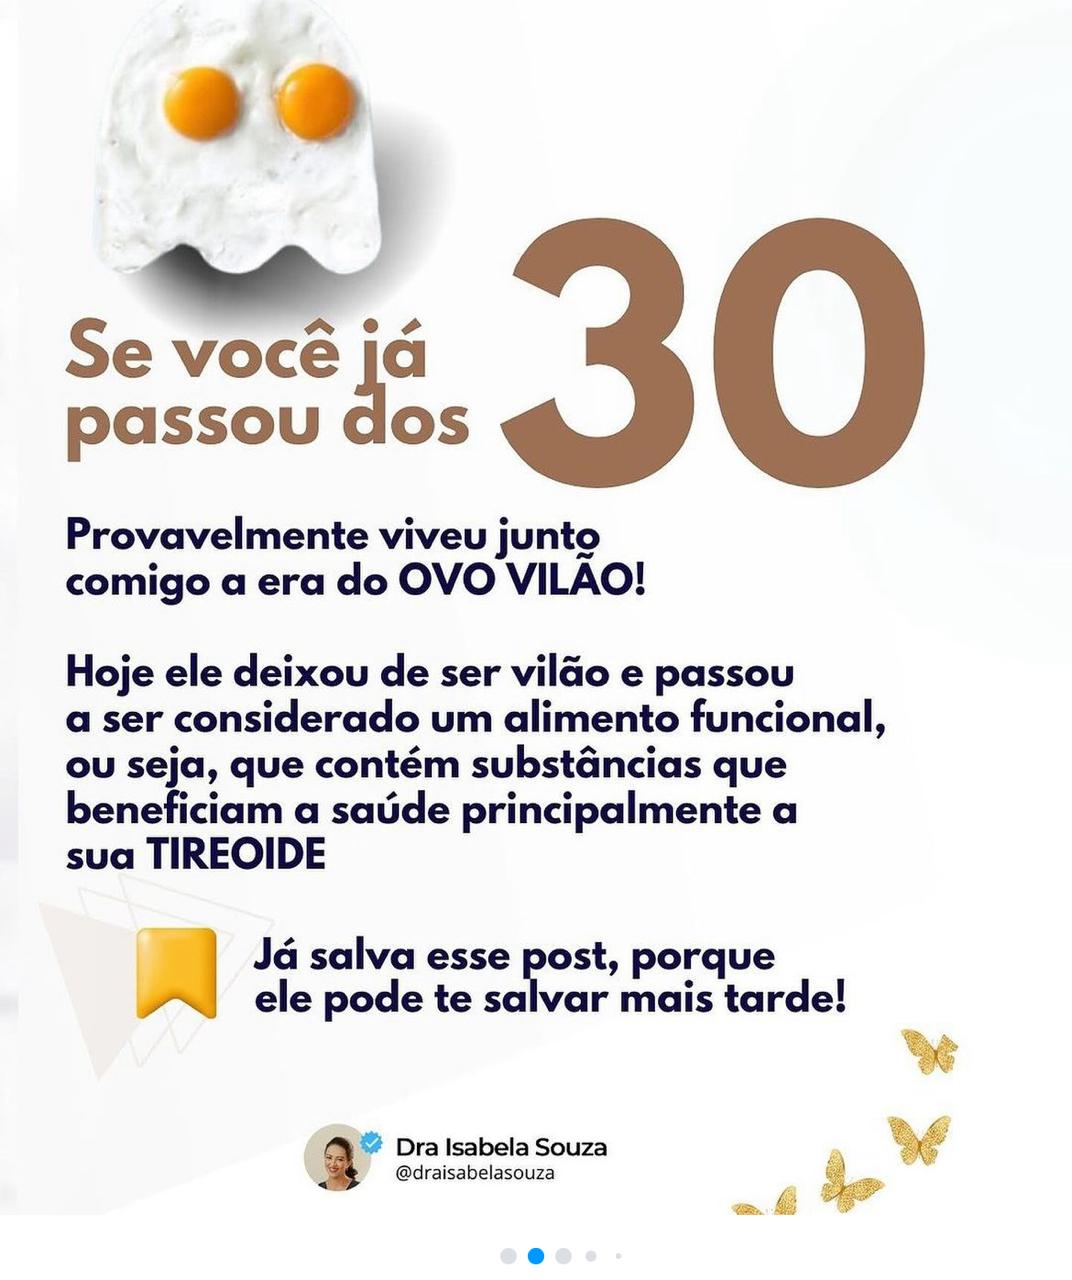 Se você já
passou dos
30
Provavelmente viveu junto
comigo a era do OVO VILÃO!
Hoje ele deixou de ser vilão e passou
a ser considerado um alimento funcional,
ou seja, que contém substâncias que
beneficiam a saúde principalmente a
sua TIREOIDE
Já salva esse post, porque
ele pode te salvar mais tarde!
Dra Isabela Souza
@draisabelasouza